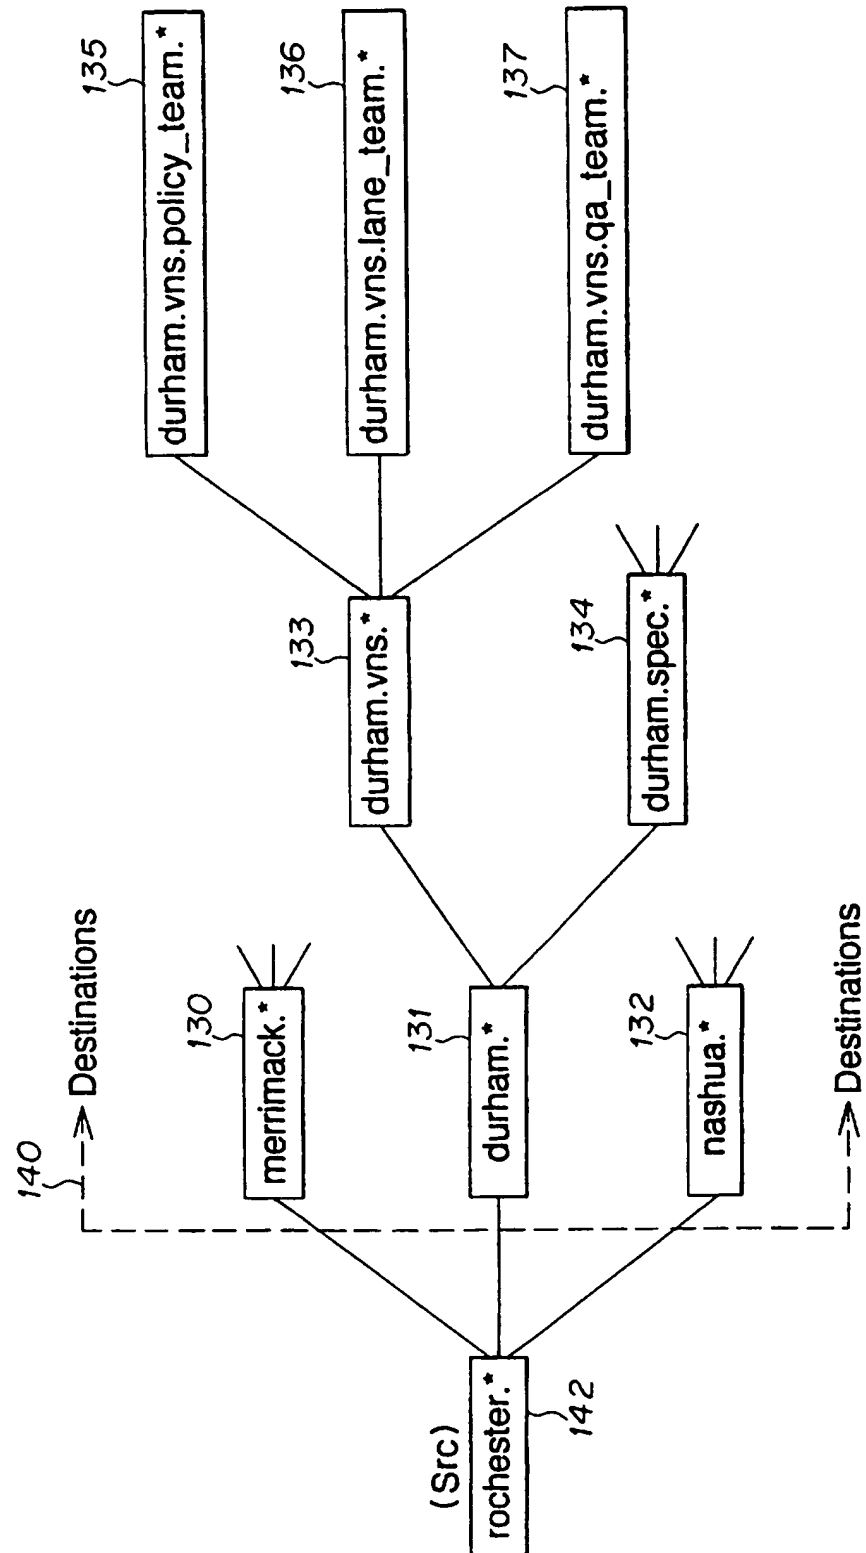 (Src)
rochester.*
142
140
Destinations
130
merrimack.*
131
durham.*
132
nashua.*
Destinations
133
durham.vns.*
134
durham.spec.*
135
durham.vns.policy_team.*
136
durham.vns.lane_team.*
137
durham.vns.qa_team.*